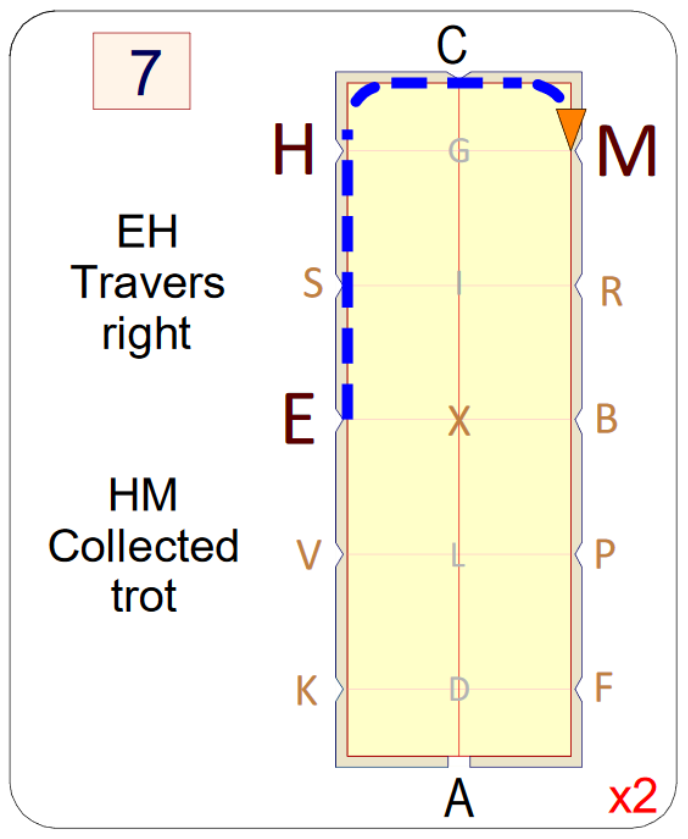 7
C
H G M
EH
Travers
right
S I R
E X B
HM
Collected
trot
V L P
K D F
A
x2